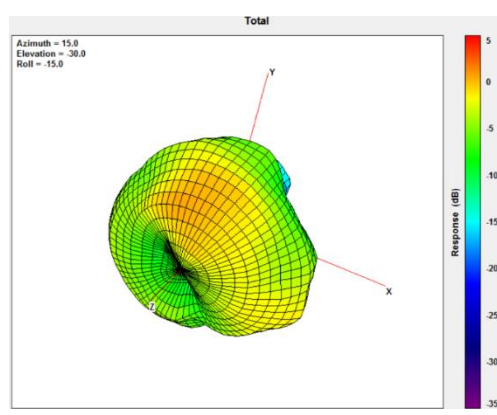 Total
Azimuth = 15.0
Elevation = -30.0
Roll = -15.0
Y
X
Z
5
0
-5
-10
-15
-20
-25
-30
-35
Response (dB)